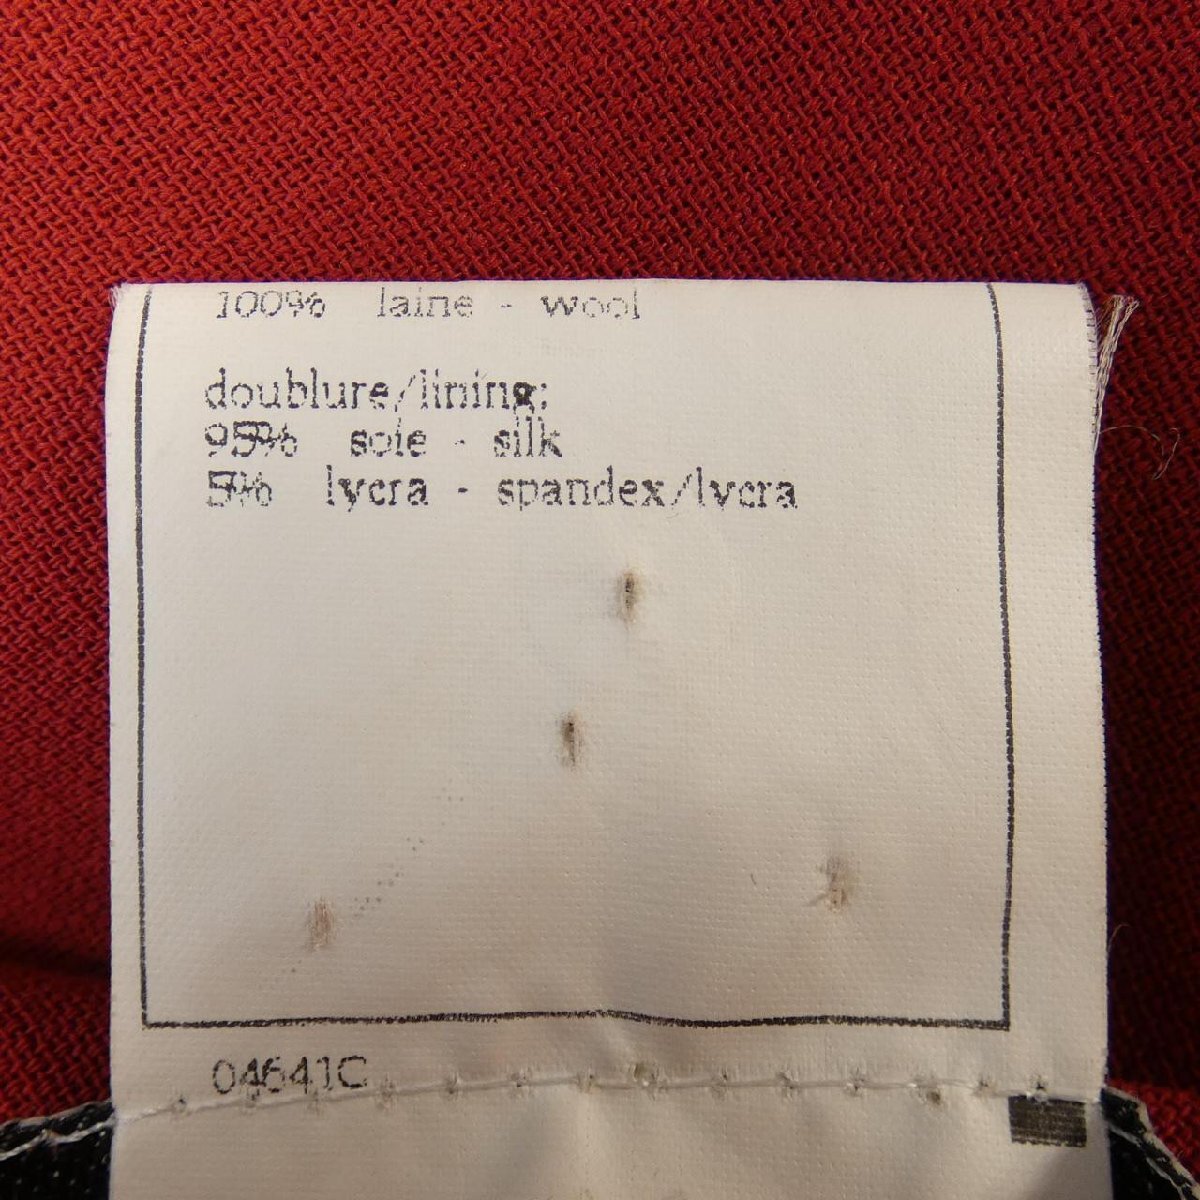 100% laine - wool
doublure/lining:
95% soie - silk
5% lycra - spandex/lycra
04641C